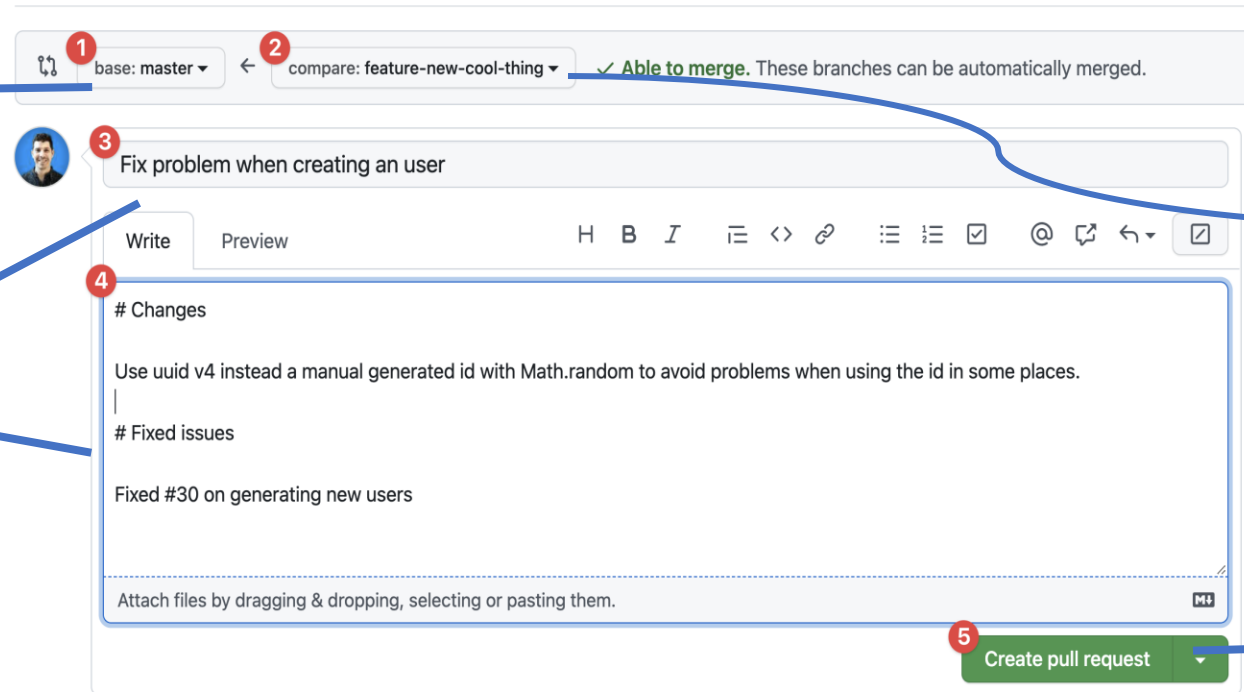 1 base: master ← 2 compare: feature-new-cool-thing ✓ Able to merge. These branches can be automatically merged.
3
Fix problem when creating an user
Write Preview H B I
4
# Changes
Use uuid v4 instead a manual generated id with Math.random to avoid problems when using the id in some places.
# Fixed issues
Fixed #30 on generating new users
Attach files by dragging & dropping, selecting or pasting them. M
5
Create pull request